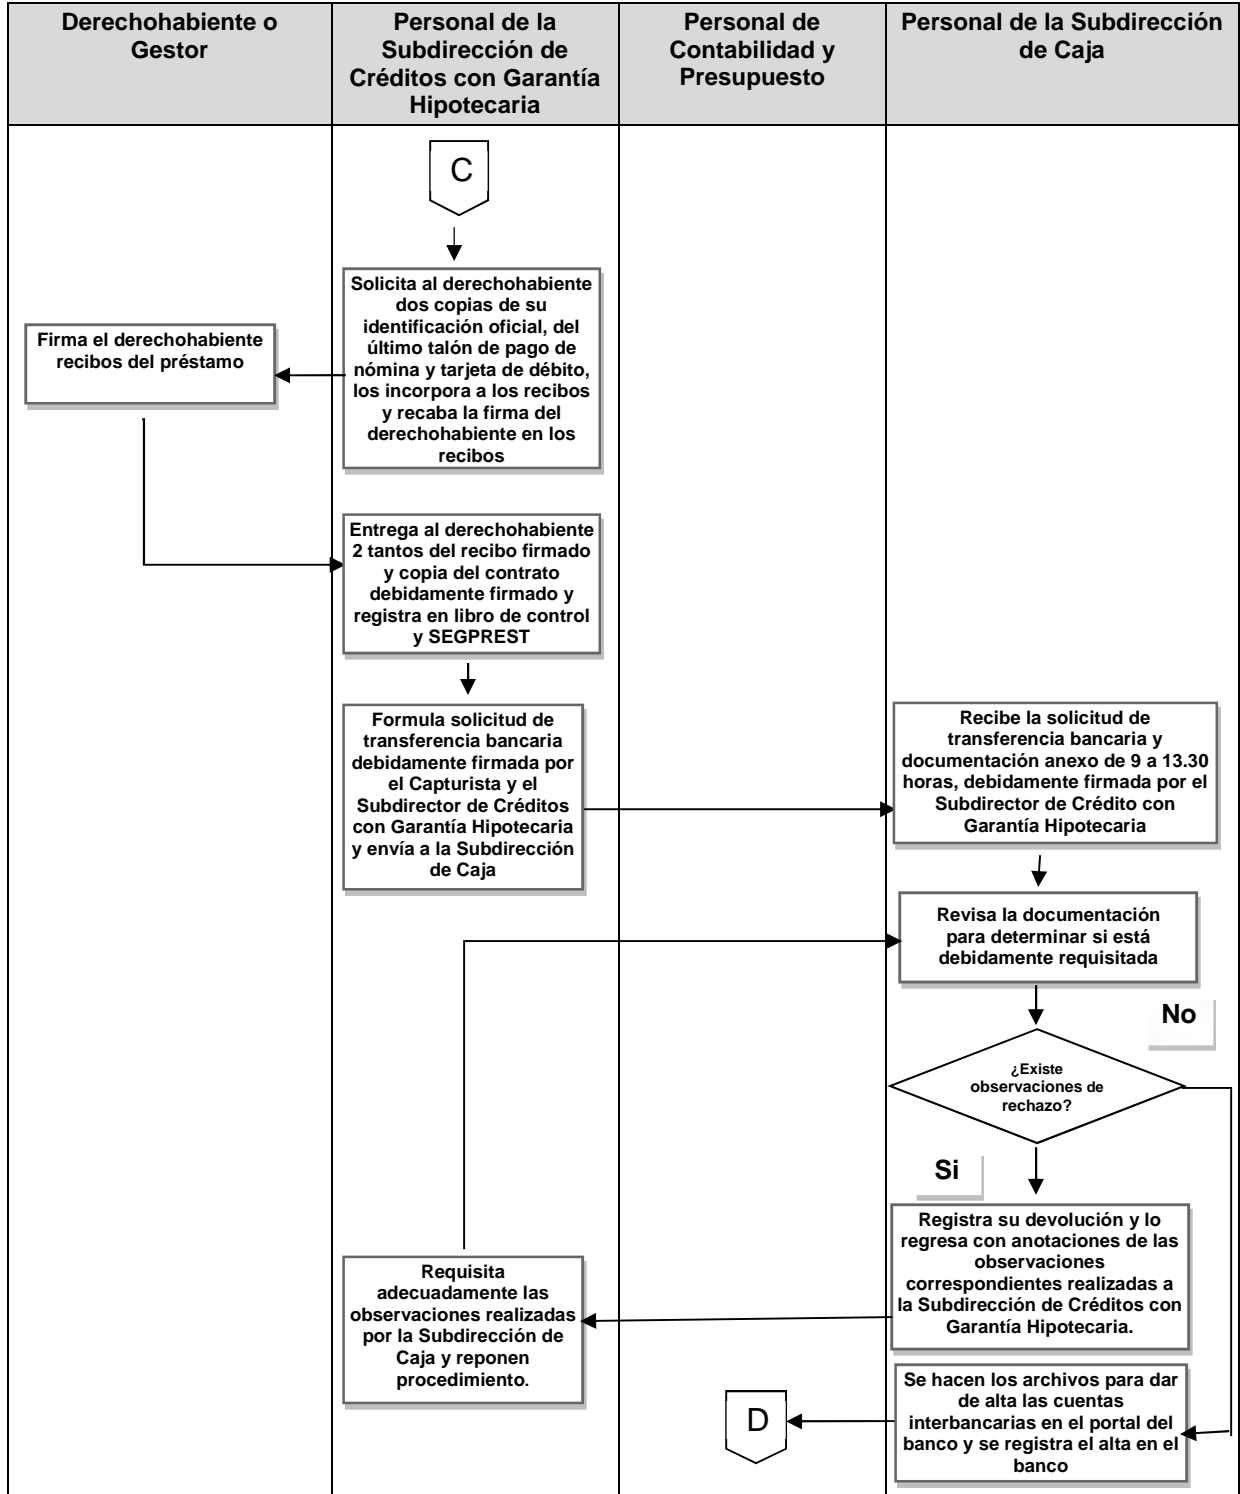 Derechohabiente o
Gestor
Personal de la
Subdirección de
Créditos con Garantía
Hipotecaria
Personal de
Contabilidad y
Presupuesto
Personal de la Subdirección
de Caja
C
Solicita al derechohabiente
dos copias de su
identificación oficial, del
último talón de pago de
nómina y tarjeta de débito,
los incorpora a los recibos
y recaba la firma del
derechohabiente en los
recibos
Firma el derechohabiente
recibos del préstamo
Entrega al derechohabiente
2 tantos del recibo firmado
y copia del contrato
debidamente firmado y
registra en libro de control
y SEGPREST
Formula solicitud de
transferencia bancaria
debidamente firmada por
el Capturista y el
Subdirector de Créditos
con Garantía Hipotecaria
y envía a la Subdirección
de Caja
Recibe la solicitud de
transferencia bancaria y
documentación anexo de 9 a 13.30
horas, debidamente firmada por el
Subdirector de Crédito con
Garantía Hipotecaria
Revisa la documentación
para determinar si está
debidamente requisitada
No
¿Existe
observaciones de
rechazo?
Si
Registra su devolución y lo
regresa con anotaciones de las
observaciones
correspondientes realizadas a
la Subdirección de Créditos con
Garantía Hipotecaria.
Requisita
adecuadamente las
observaciones realizadas
por la Subdirección de
Caja y reponen
procedimiento.
Se hacen los archivos para dar
de alta las cuentas
interbancarias en el portal del
banco y se registra el alta en el
banco
D